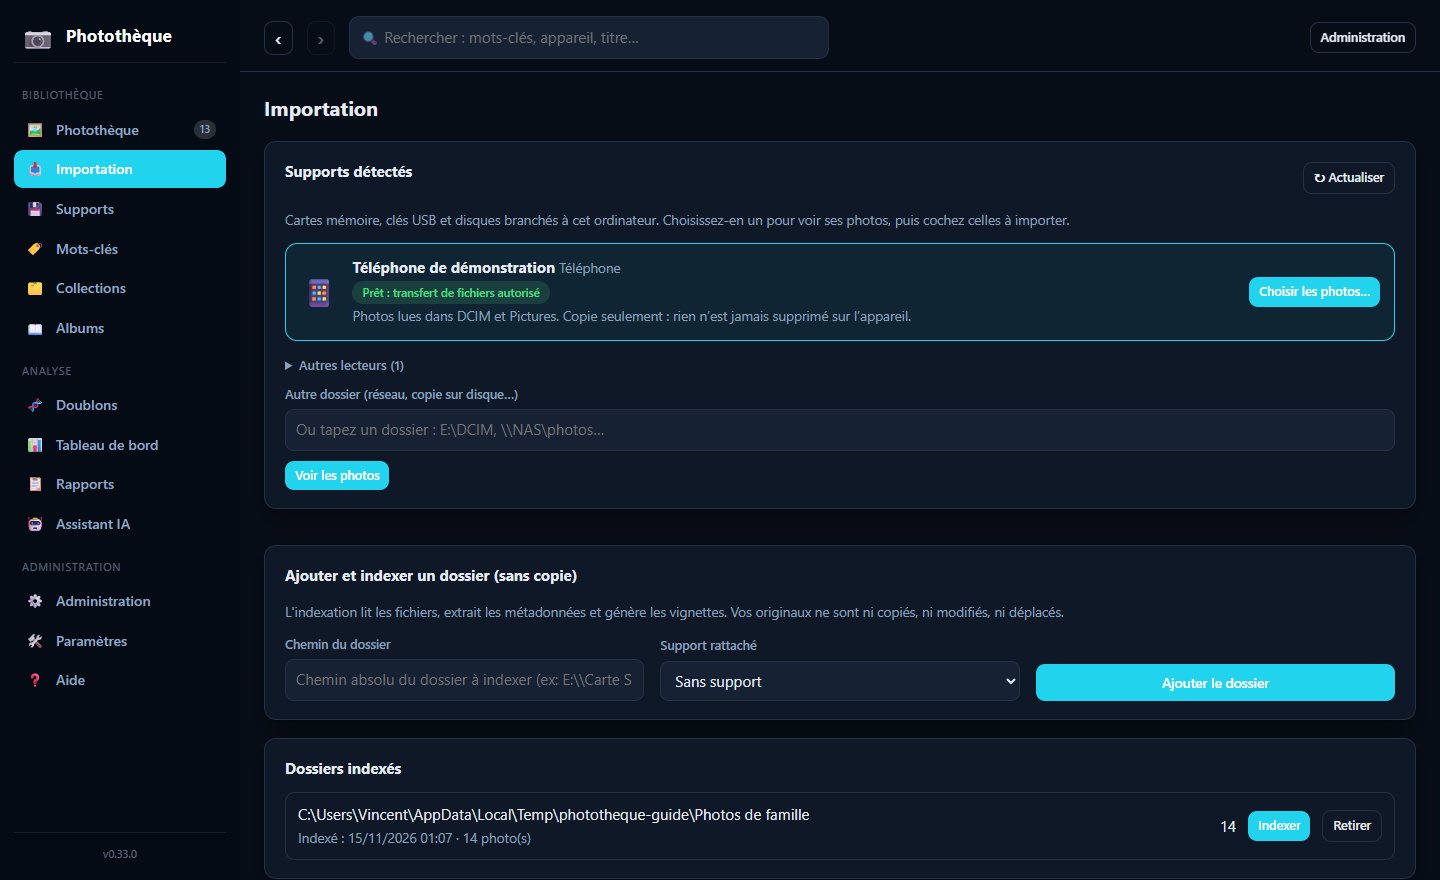 Photothèque
Rechercher : mots-clés, appareil, titre...
Administration
BIBLIOTHÈQUE
Photothèque 13
Importation
Supports
Mots-clés
Collections
Albums
ANALYSE
Doublons
Tableau de bord
Rapports
Assistant IA
ADMINISTRATION
Administration
Paramètres
Aide
v0.33.0
Importation
Supports détectés
Actualiser
Cartes mémoire, clés USB et disques branchés à cet ordinateur. Choisissez-en un pour voir ses photos, puis cochez celles à importer.
Téléphone de démonstration Téléphone
Prêt : transfert de fichiers autorisé
Photos lues dans DCIM et Pictures. Copie seulement : rien n’est jamais supprimé sur l’appareil.
Choisir les photos...
Autres lecteurs (1)
Autre dossier (réseau, copie sur disque...)
Ou tapez un dossier : E:\DCIM, \\NAS\photos...
Voir les photos
Ajouter et indexer un dossier (sans copie)
L'indexation lit les fichiers, extrait les métadonnées et génère les vignettes. Vos originaux ne sont ni copiés, ni modifiés, ni déplacés.
Chemin du dossier
Chemin absolu du dossier à indexer (ex: E:\\Carte S
Support rattaché
Sans support
Ajouter le dossier
Dossiers indexés
C:\Users\Vincent\AppData\Local\Temp\phototheque-guide\Photos de famille
Indexé : 15/11/2026 01:07 · 14 photo(s)
14
Indexer
Retirer